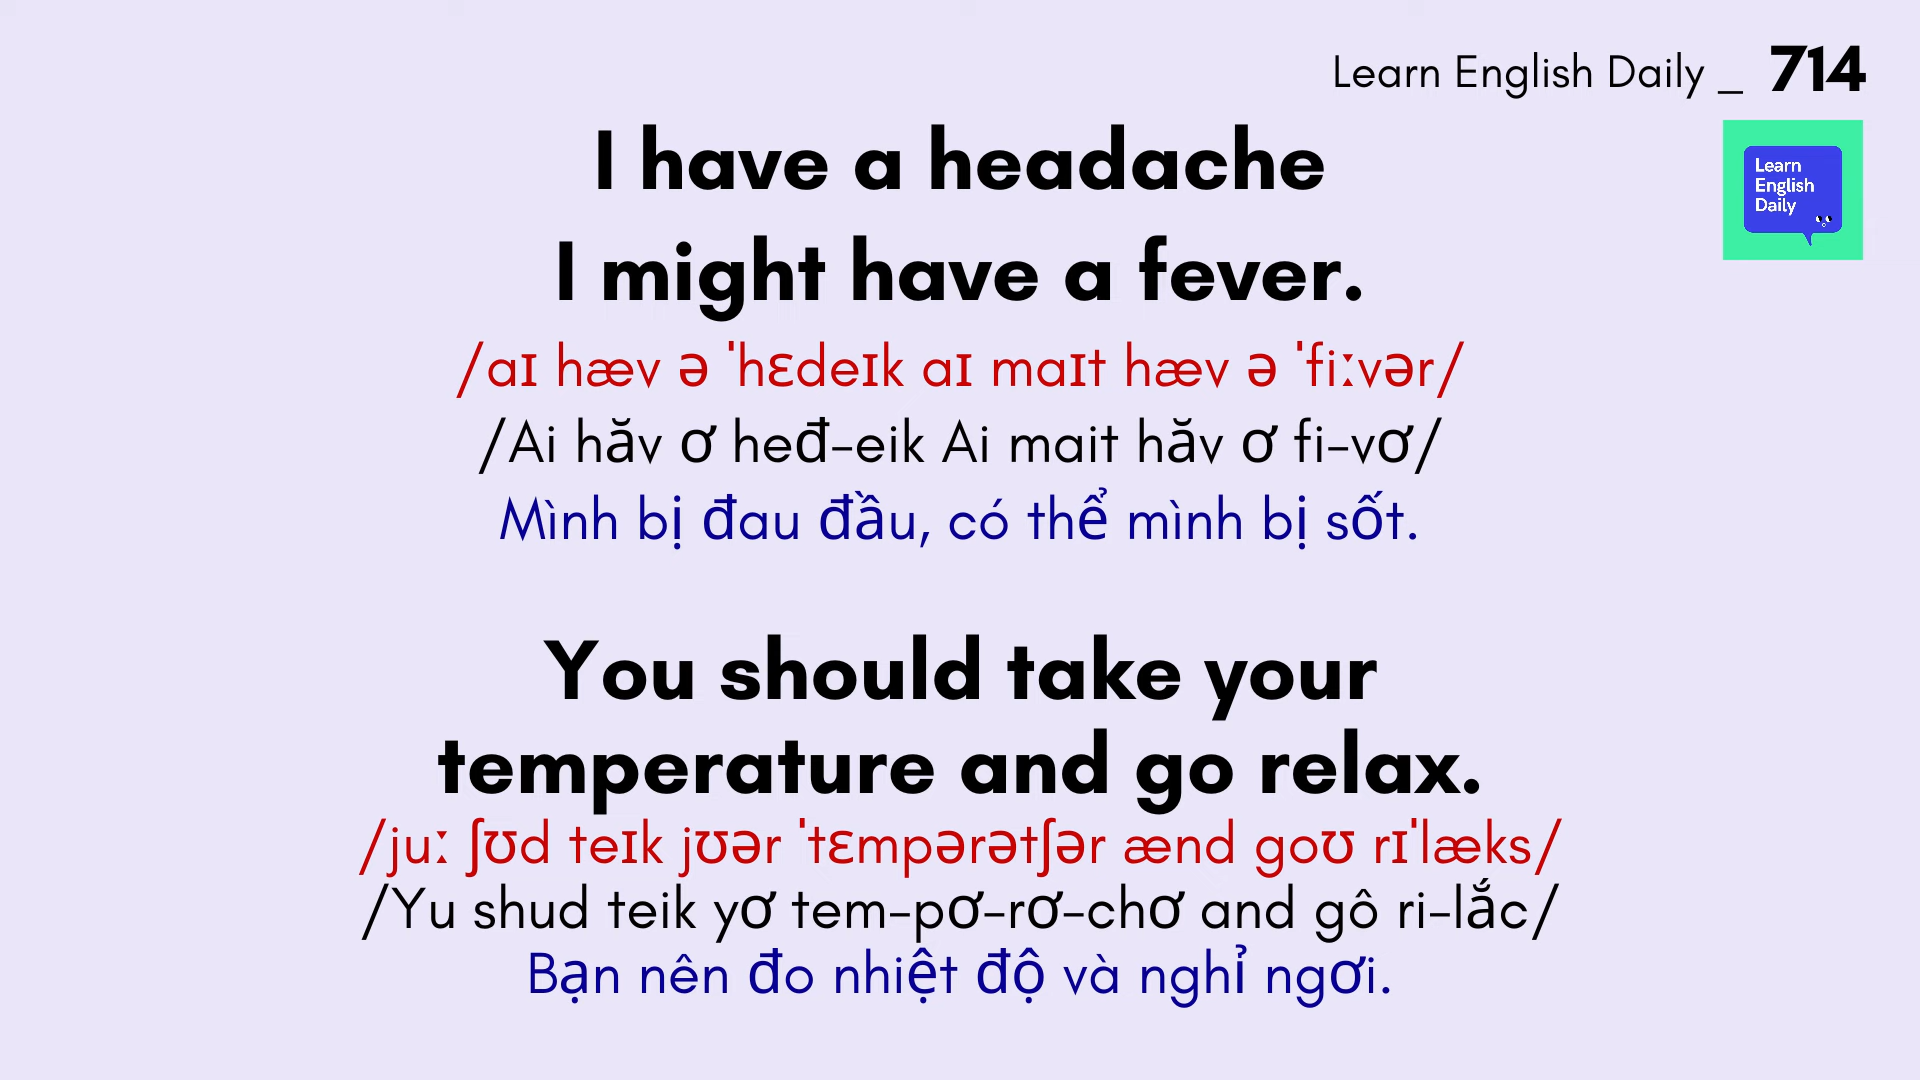 Learn English Daily _ 714
Learn
English
Daily
I have a headache
I might have a fever.
/aɪ hæv ə ˈhɛdeɪk aɪ maɪt hæv ə ˈfiːvər/
/Ai hăv ơ heđ-eik Ai mait hăv ơ fi-vơ/
Mình bị đau đầu, có thể mình bị sốt.
You should take your
temperature and go relax.
/juː ʃʊd teɪk jʊər ˈtɛmpərətʃər ænd goʊ rɪˈlæks/
/Yu shud teik yơ tem-pơ-rơ-chơ and gô ri-lắc/
Bạn nên đo nhiệt độ và nghỉ ngơi.